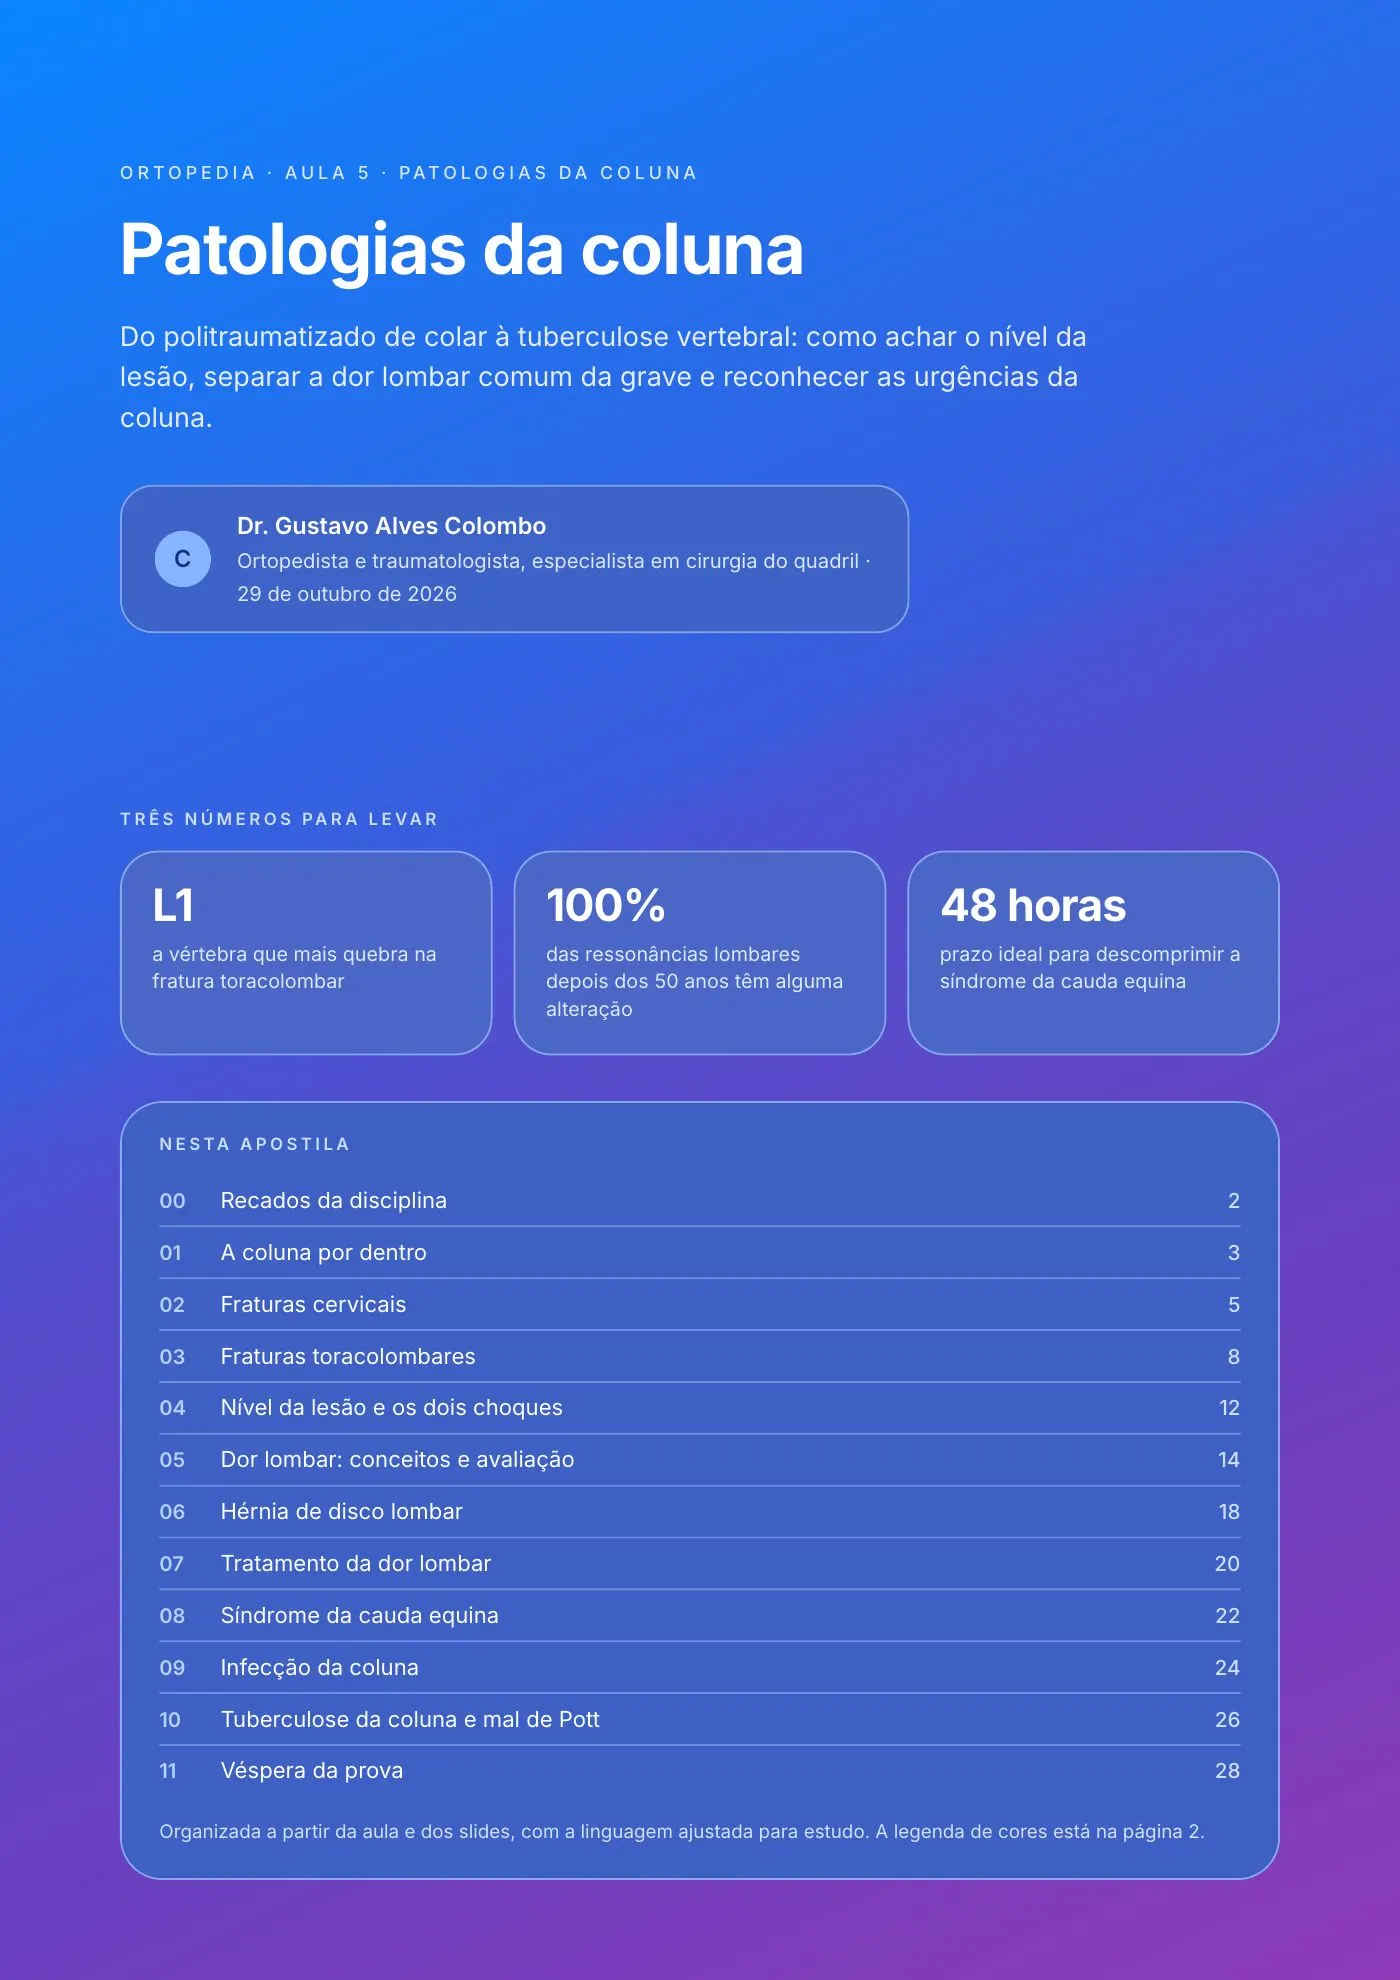 ORTOPEDIA · AULA 5 · PATOLOGIAS DA COLUNA
Patologias da coluna
Do politraumatizado de colar à tuberculose vertebral: como achar o nível da
lesão, separar a dor lombar comum da grave e reconhecer as urgências da
coluna.
C
Dr. Gustavo Alves Colombo
Ortopedista e traumatologista, especialista em cirurgia do quadril ·
29 de outubro de 2026
TRÊS NÚMEROS PARA LEVAR
L1
a vértebra que mais quebra na
fratura toracolombar
100%
das ressonâncias lombares
depois dos 50 anos têm alguma
alteração
48 horas
prazo ideal para descomprimir a
síndrome da cauda equina
NESTA APOSTILA
00 Recados da disciplina 2
01 A coluna por dentro 3
02 Fraturas cervicais 5
03 Fraturas toracolombares 8
04 Nível da lesão e os dois choques 12
05 Dor lombar: conceitos e avaliação 14
06 Hérnia de disco lombar 18
07 Tratamento da dor lombar 20
08 Síndrome da cauda equina 22
09 Infecção da coluna 24
10 Tuberculose da coluna e mal de Pott 26
11 Véspera da prova 28
Organizada a partir da aula e dos slides, com a linguagem ajustada para estudo. A legenda de cores está na página 2.